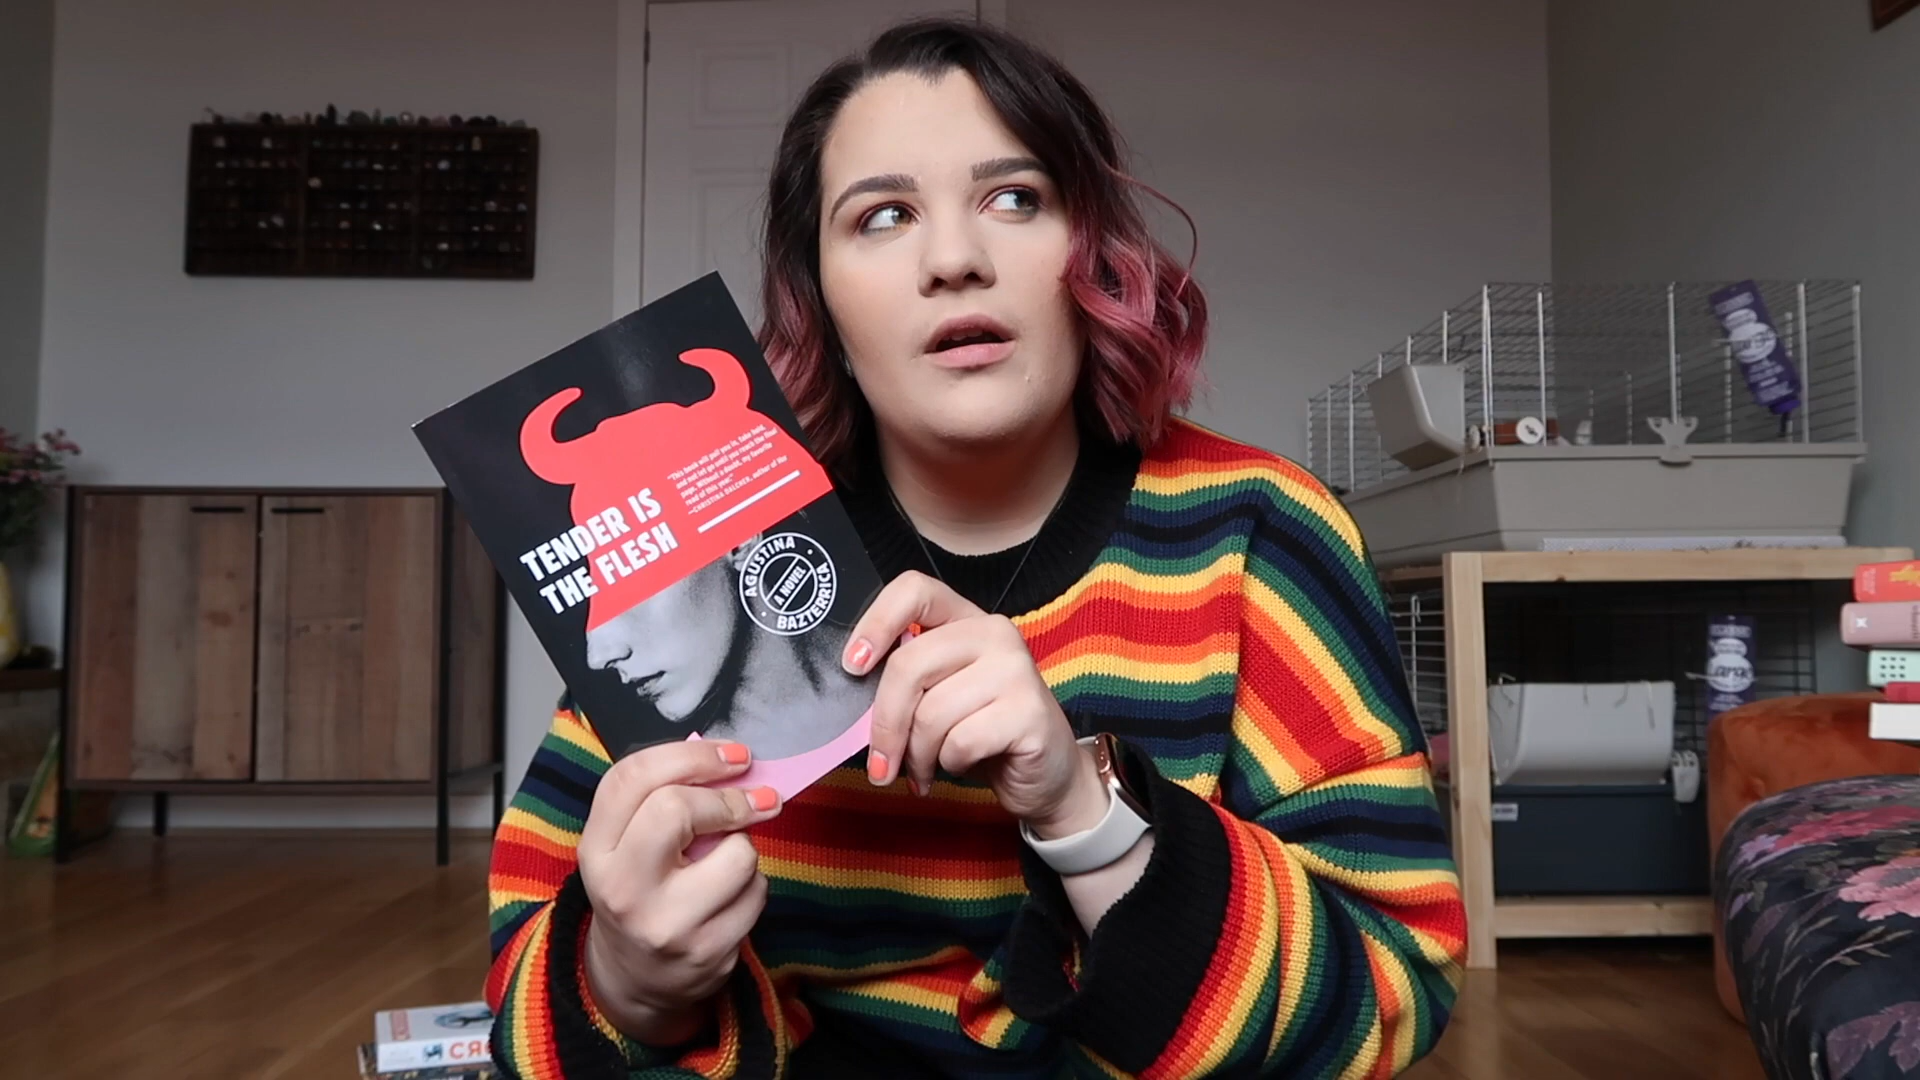 "This book will pull you in, take hold,
and not let go until you reach the final
page. Without a doubt, my favorite
read of this year."
—CHRISTINA DALCHER, author of Vox
TENDER IS
THE FLESH
AGUSTINA
A NOVEL
BAZTERRICA